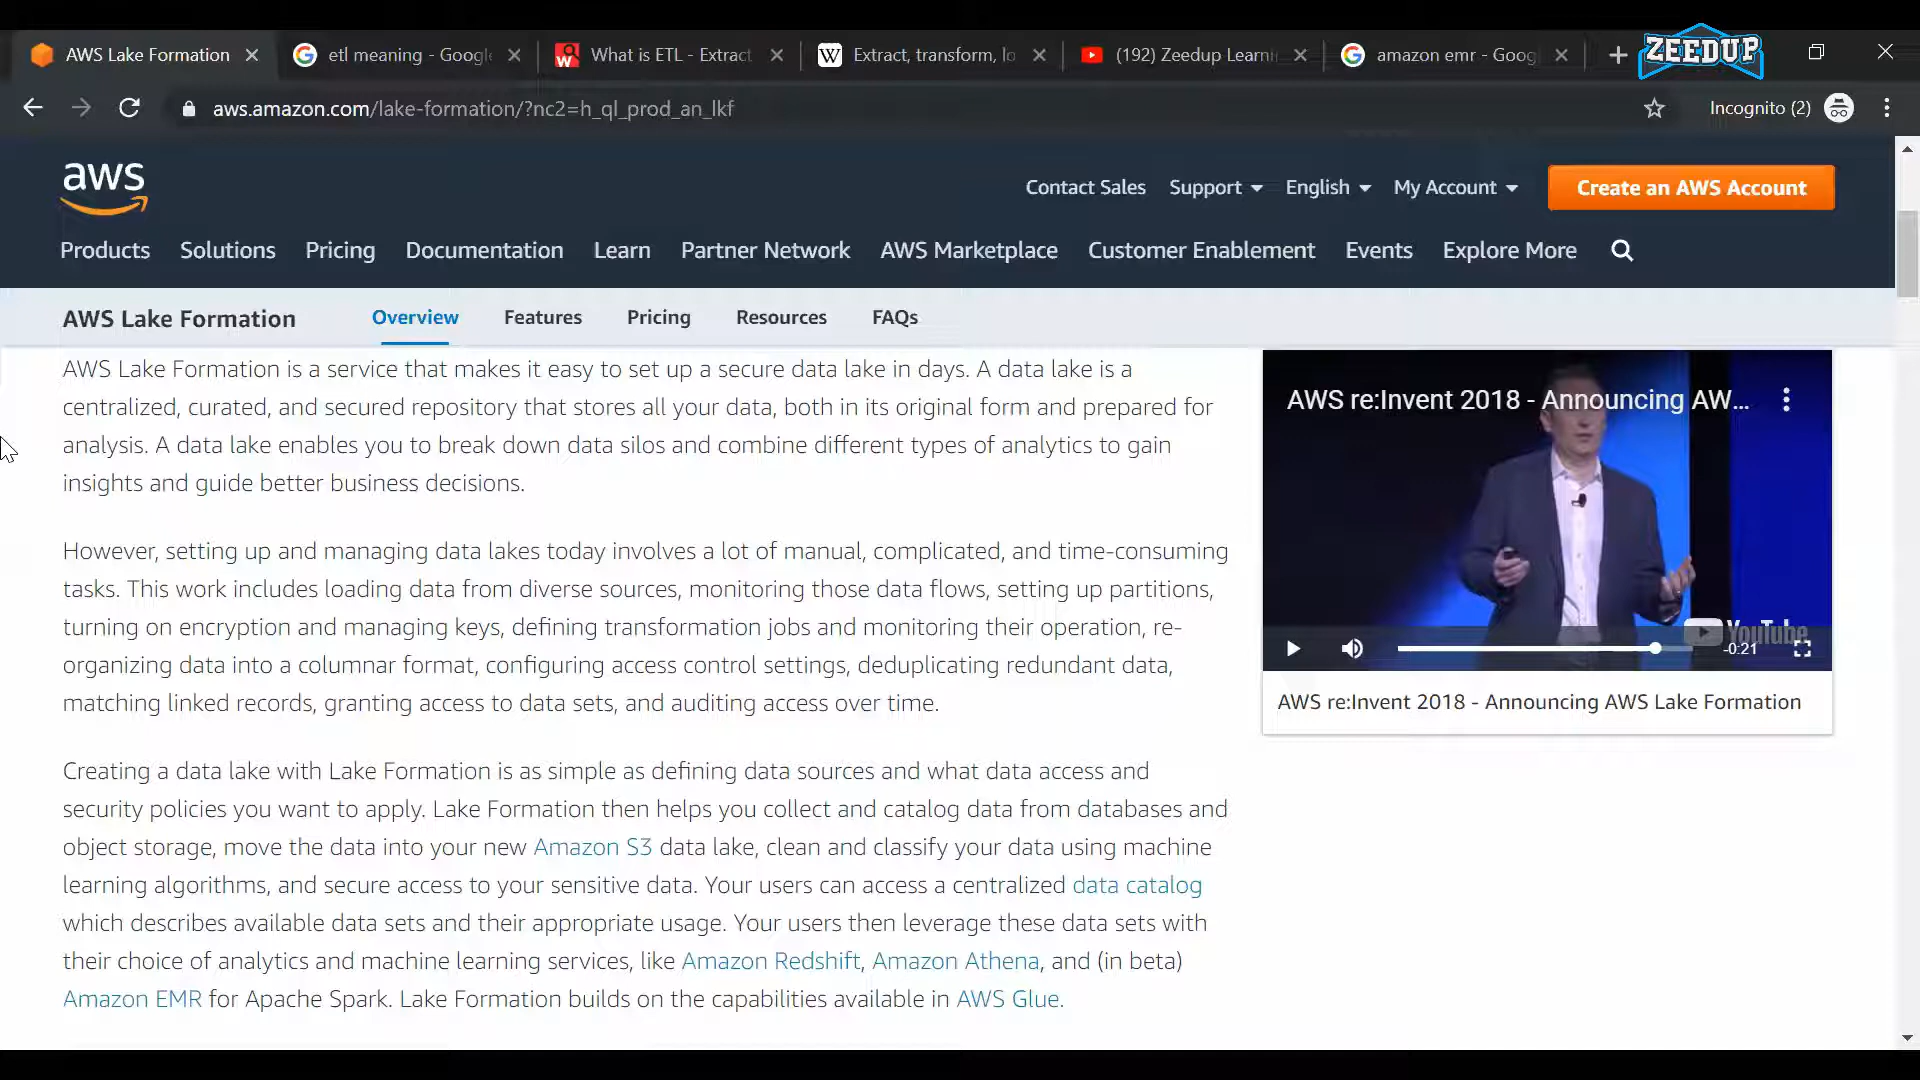 AWS Lake Formation
etl meaning - Google
What is ETL - Extract
Extract, transform, lo
(192) Zeedup Learni
amazon emr - Goog
ZEEDUP
aws.amazon.com/lake-formation/?nc2=h_ql_prod_an_lkf
Incognito (2)
aws
Contact Sales
Support
English
My Account
Create an AWS Account
Products
Solutions
Pricing
Documentation
Learn
Partner Network
AWS Marketplace
Customer Enablement
Events
Explore More
AWS Lake Formation
Overview
Features
Pricing
Resources
FAQs
AWS Lake Formation is a service that makes it easy to set up a secure data lake in days. A data lake is a
centralized, curated, and secured repository that stores all your data, both in its original form and prepared for
analysis. A data lake enables you to break down data silos and combine different types of analytics to gain
insights and guide better business decisions.
However, setting up and managing data lakes today involves a lot of manual, complicated, and time-consuming
tasks. This work includes loading data from diverse sources, monitoring those data flows, setting up partitions,
turning on encryption and managing keys, defining transformation jobs and monitoring their operation, re-
organizing data into a columnar format, configuring access control settings, deduplicating redundant data,
matching linked records, granting access to data sets, and auditing access over time.
Creating a data lake with Lake Formation is as simple as defining data sources and what data access and
security policies you want to apply. Lake Formation then helps you collect and catalog data from databases and
object storage, move the data into your new Amazon S3 data lake, clean and classify your data using machine
learning algorithms, and secure access to your sensitive data. Your users can access a centralized data catalog
which describes available data sets and their appropriate usage. Your users then leverage these data sets with
their choice of analytics and machine learning services, like Amazon Redshift, Amazon Athena, and (in beta)
Amazon EMR for Apache Spark. Lake Formation builds on the capabilities available in AWS Glue.
AWS re:Invent 2018 - Announcing AW...
YouTube
-0:21
AWS re:Invent 2018 - Announcing AWS Lake Formation